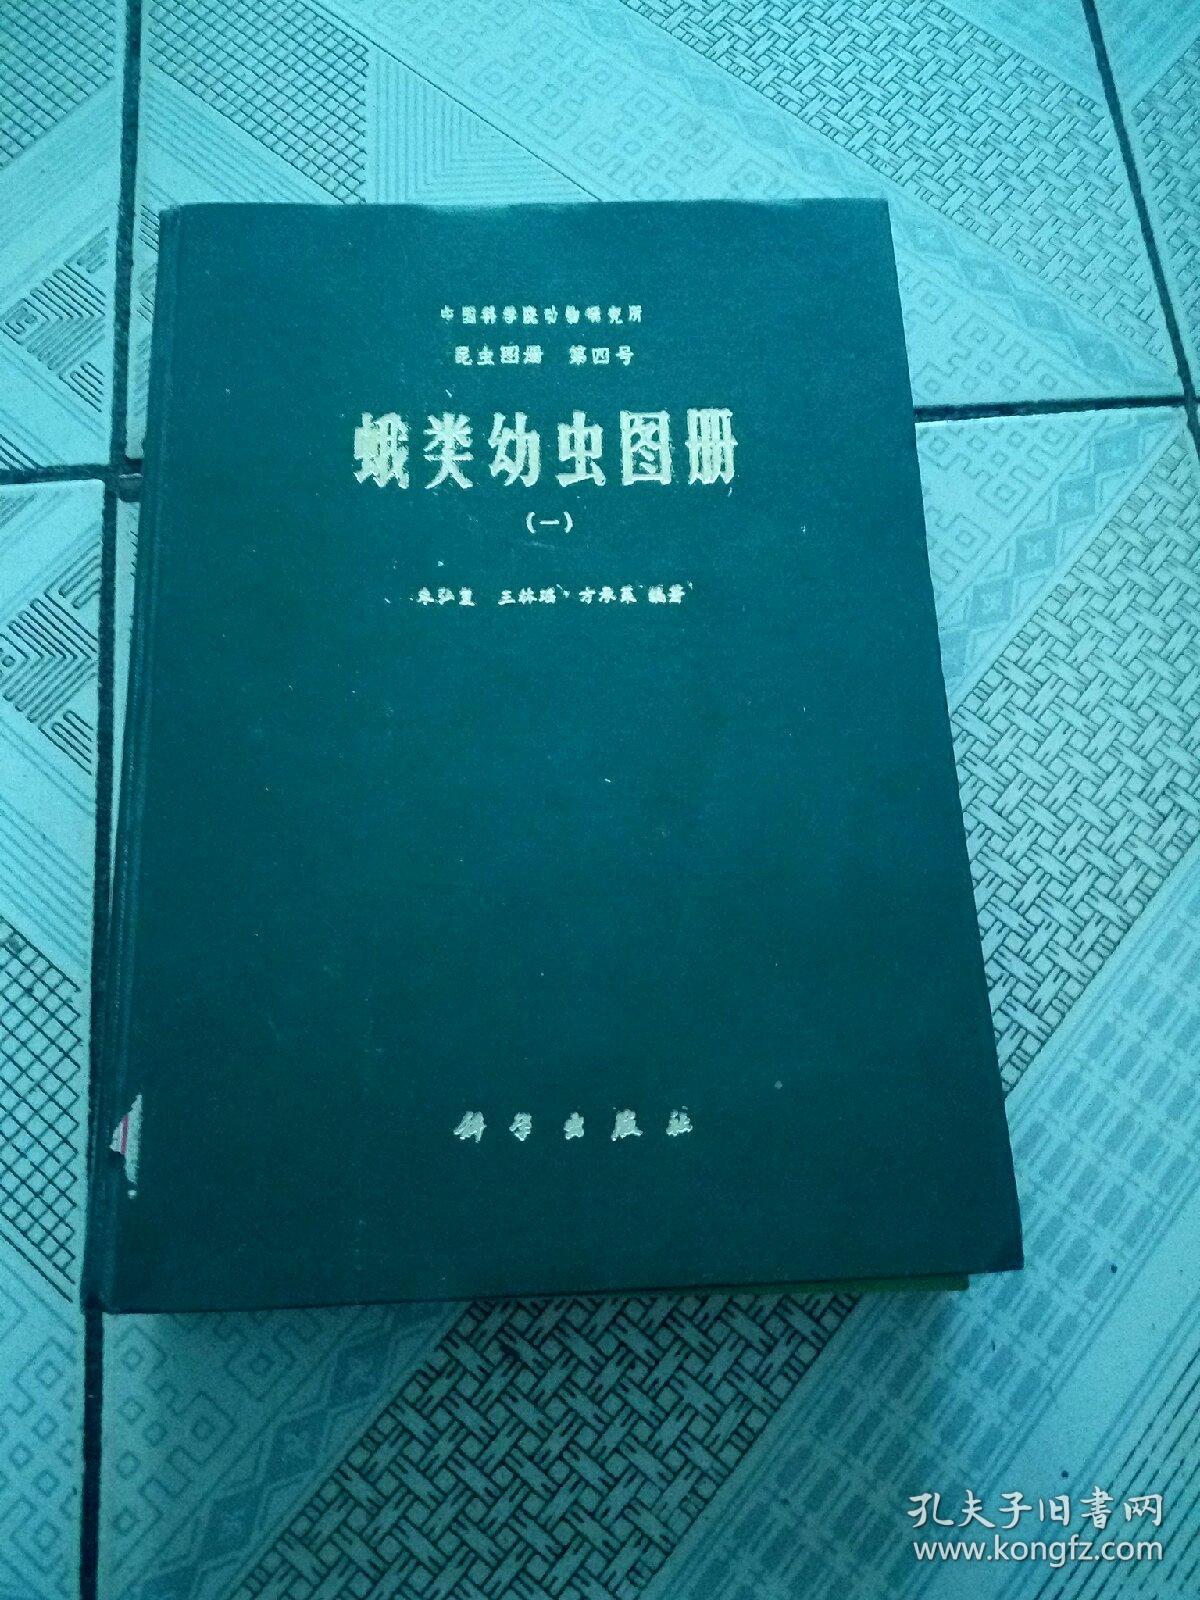 中国科学院动物研究所
昆虫图册 第四号
蛾类幼虫图册
(一)
朱弘复 王林瑶 方承莱 编著
科学出版社
孔夫子旧書网
www.kongfz.com